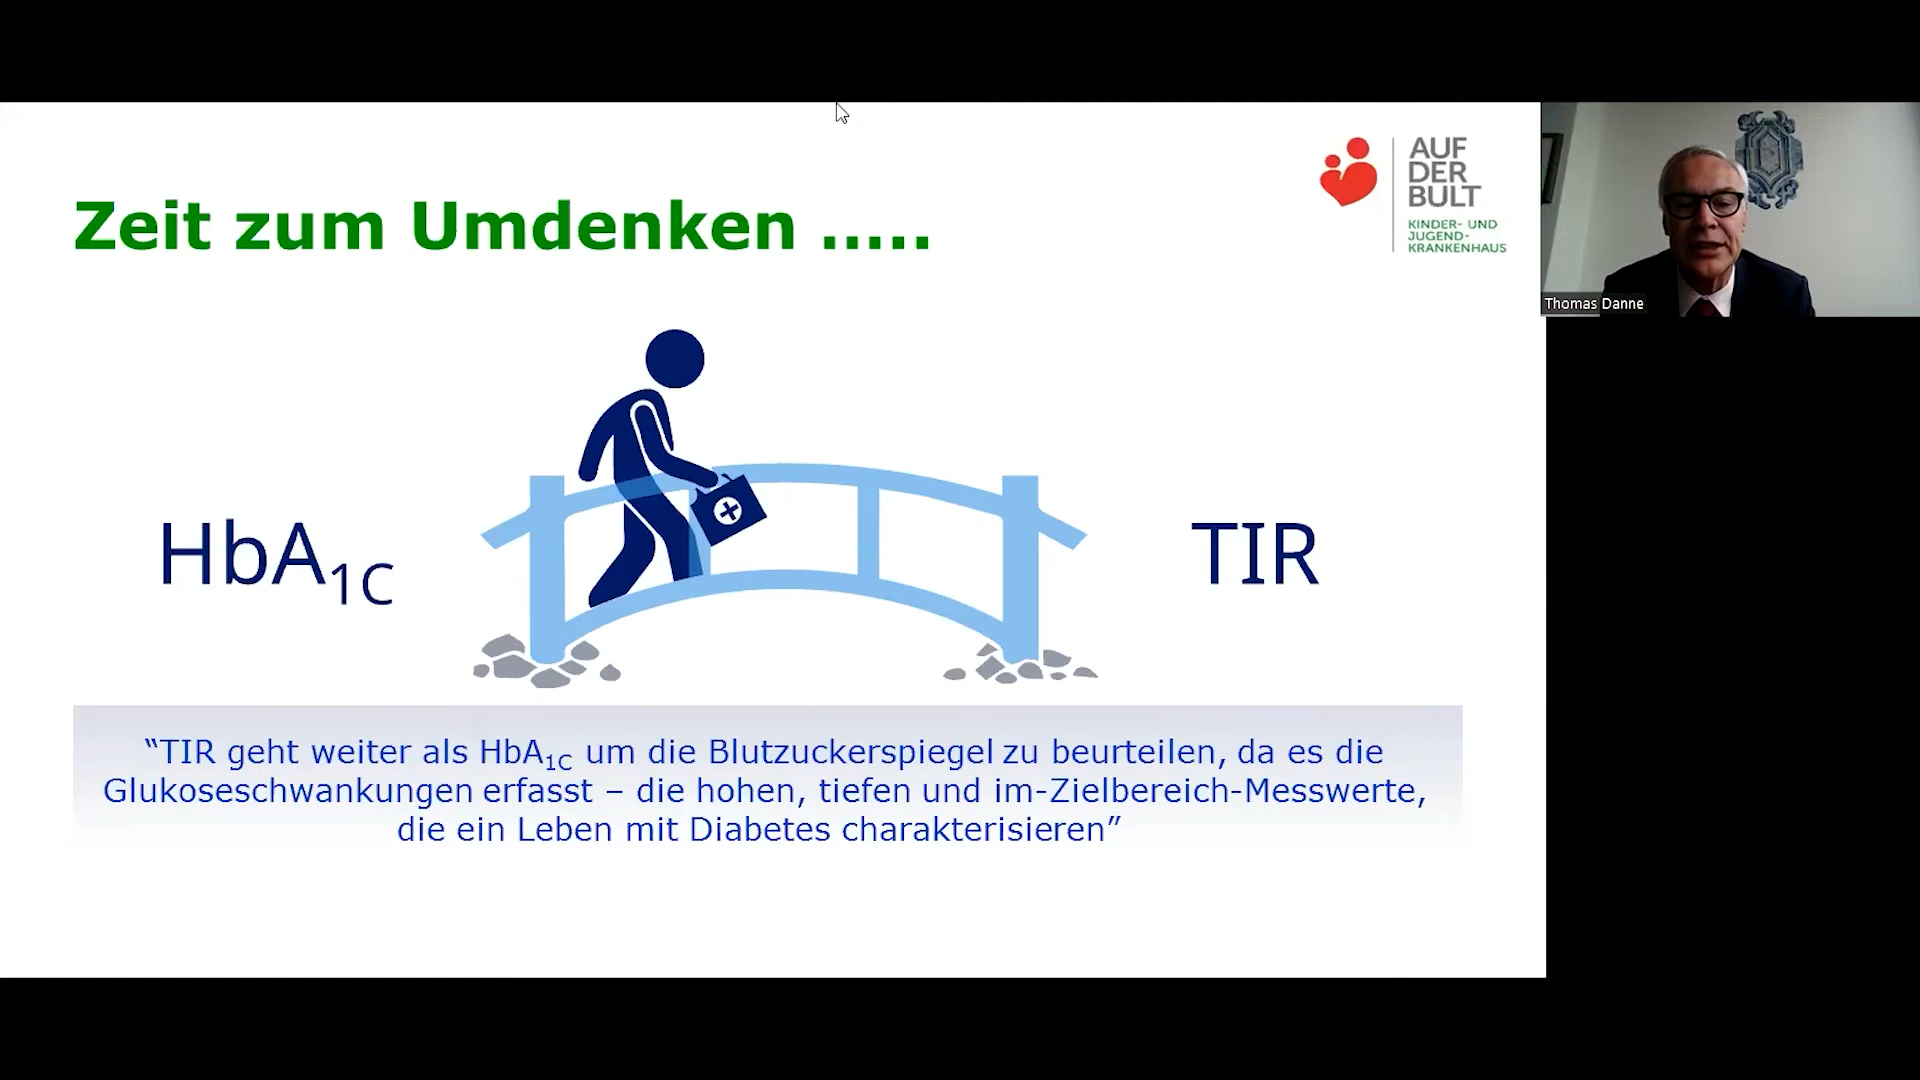 Zeit zum Umdenken .....
AUF
DER
BULT
KINDER- UND
JUGEND-
KRANKENHAUS
Thomas Danne
HbA1C
TIR
“TIR geht weiter als HbA1C um die Blutzuckerspiegel zu beurteilen, da es die
Glukoseschwankungen erfasst – die hohen, tiefen und im-Zielbereich-Messwerte,
die ein Leben mit Diabetes charakterisieren”